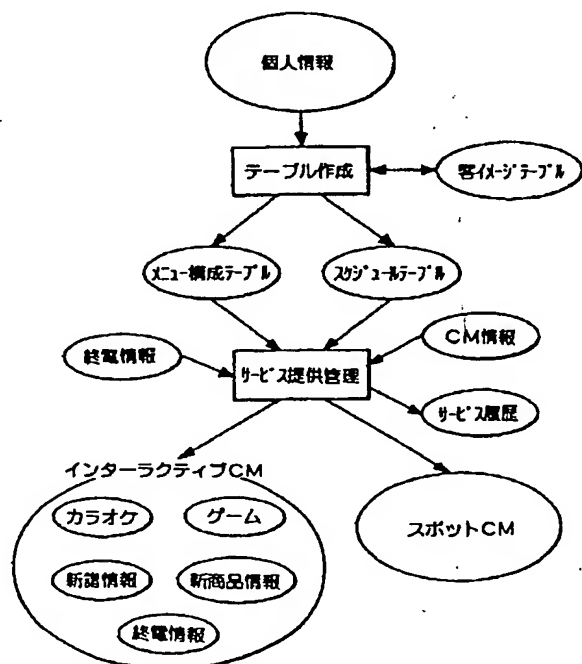 個人情報
テーブル作成
客イメージテーブル
メニュー構成テーブル
スケジュールテーブル
終電情報
CM情報
サービス提供管理
サービス履歴
インターラクティブCM
カラオケ
ゲーム
スポットCM
新譜情報
新商品情報
終電情報